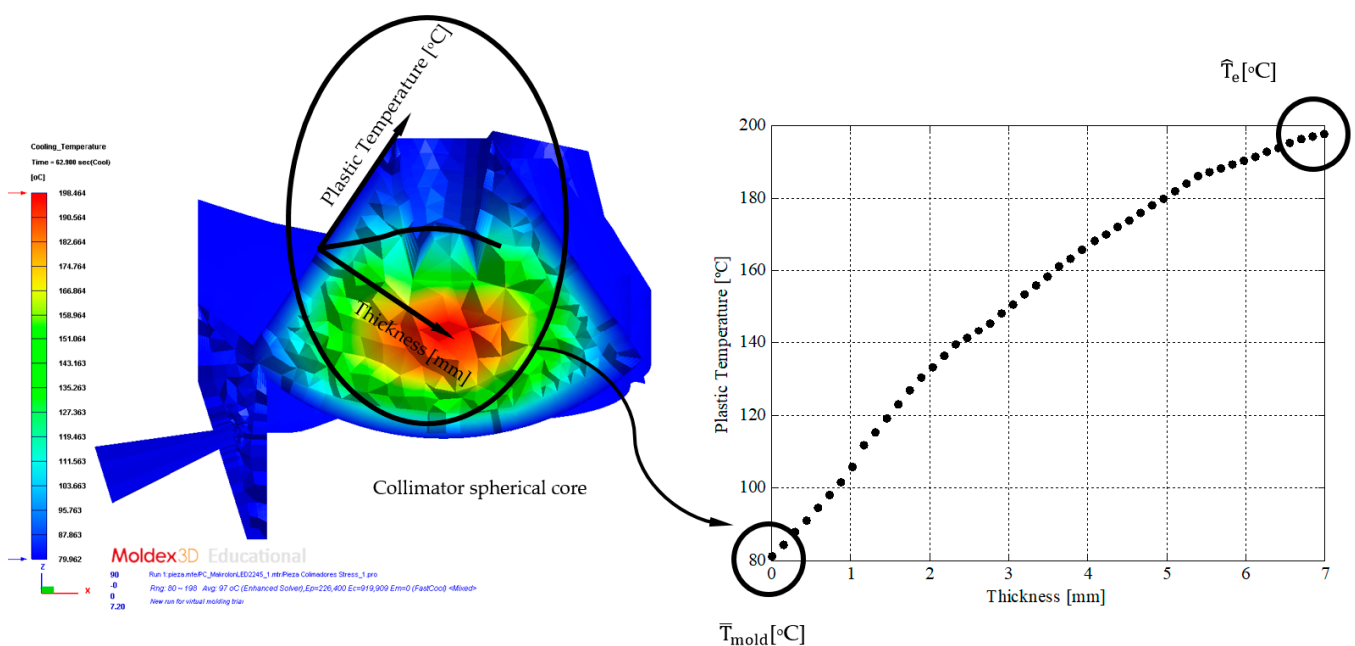 Cooling_Temperature
Time = 62.900 sec(Cool)
[oC]
198.464
190.564
182.664
174.764
166.864
158.964
151.064
143.163
135.263
127.363
119.463
111.563
103.663
95.763
87.863
79.962
Plastic Temperature [°C]
Thickness [mm]
Collimator spherical core
Z
X
Moldex3D Educational
90
-0
0
7.20
Run 1:pieza.mfe/PC_MakrolonLED2245_1.mtr/Pieza Colimadores Stress_1.pro
Rng: 80 -- 198 Avg: 97 oC (Enhanced Solver),Ep=226,400 Ec=919,909 Em=0 (FastCool) <Mixed>
New run for virtual molding trial
T̂e[°C]
Plastic Temperature [°C]
200
180
160
140
120
100
80
0 1 2 3 4 5 6 7
Thickness [mm]
T̅mold[°C]